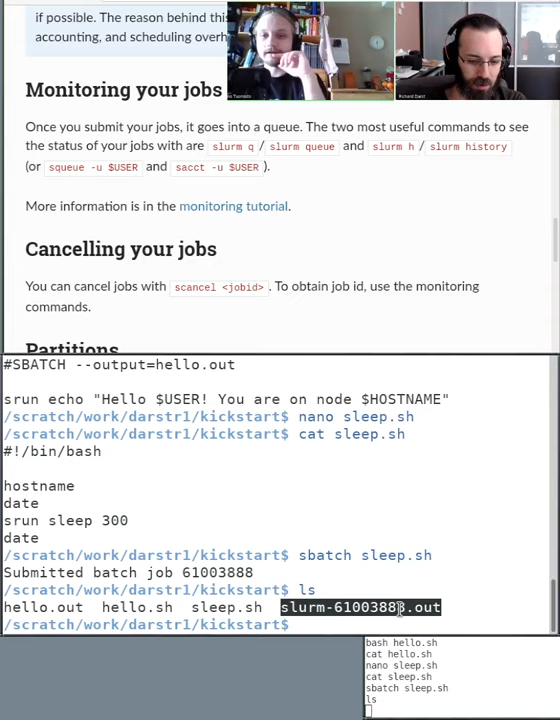 if possible. The reason behind this
accounting, and scheduling overh
Richard Darst
Monitoring your jobs
Once you submit your jobs, it goes into a queue. The two most useful commands to see
the status of your jobs with are slurm q / slurm queue and slurm h / slurm history
(or squeue -u $USER and sacct -u $USER ).
More information is in the monitoring tutorial.
Cancelling your jobs
You can cancel jobs with scancel <jobid> . To obtain job id, use the monitoring
commands.
Partitions
#SBATCH --output=hello.out
srun echo "Hello $USER! You are on node $HOSTNAME"
/scratch/work/darstr1/kickstart$ nano sleep.sh
/scratch/work/darstr1/kickstart$ cat sleep.sh
#!/bin/bash
hostname
date
srun sleep 300
date
/scratch/work/darstr1/kickstart$ sbatch sleep.sh
Submitted batch job 61003888
/scratch/work/darstr1/kickstart$ ls
hello.out hello.sh sleep.sh slurm-61003888.out
/scratch/work/darstr1/kickstart$
bash hello.sh
cat hello.sh
nano sleep.sh
cat sleep.sh
sbatch sleep.sh
ls